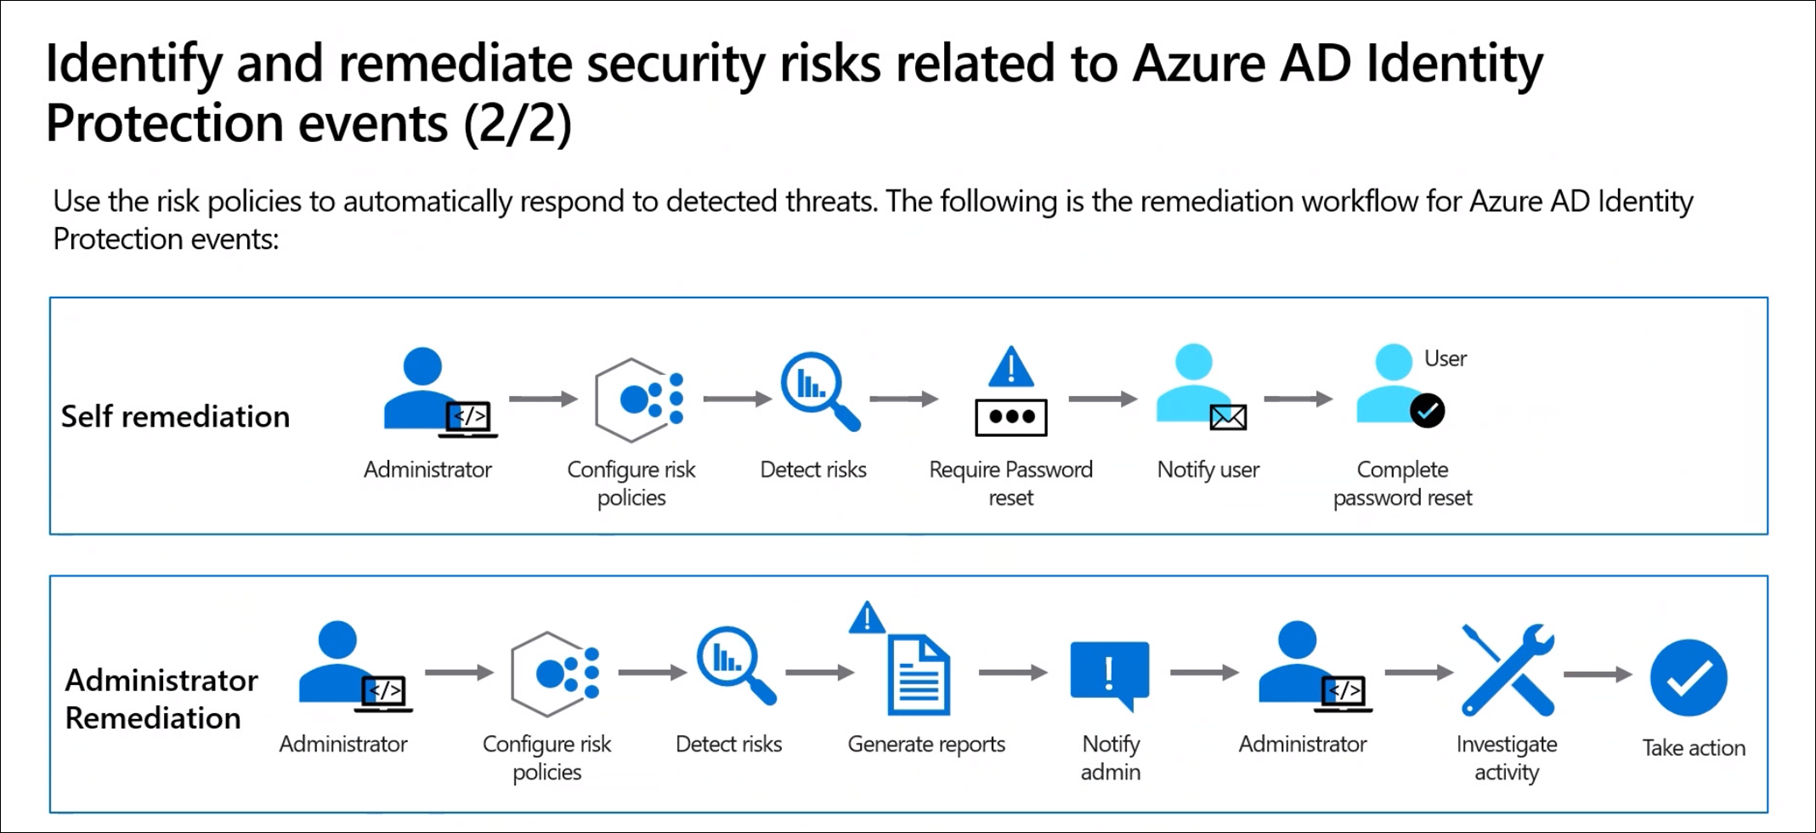 Identify and remediate security risks related to Azure AD Identity
Protection events (2/2)
Use the risk policies to automatically respond to detected threats. The following is the remediation workflow for Azure AD Identity
Protection events:
Self remediation
Administrator
Configure risk
policies
Detect risks
Require Password
reset
Notify user
User
Complete
password reset
Administrator
Remediation
Administrator
Configure risk
policies
Detect risks
Generate reports
Notify
admin
Administrator
Investigate
activity
Take action